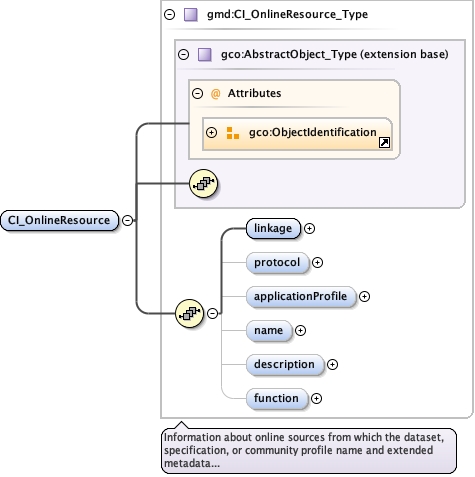 gmd:CI_OnlineResource_Type
gco:AbstractObject_Type (extension base)
@ Attributes
gco:ObjectIdentification
CI_OnlineResource
linkage
protocol
applicationProfile
name
description
function
Information about online sources from which the dataset,
specification, or community profile name and extended
metadata...